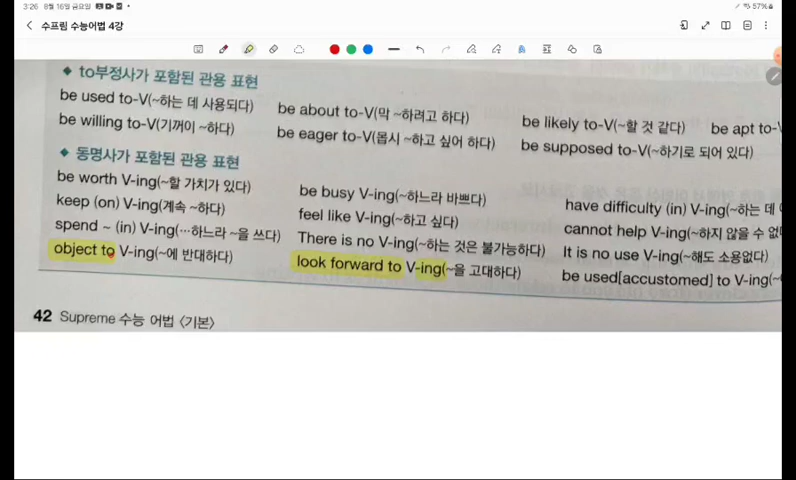 3:26 8월 16일 금요일
57%
수프림 수능어법 4강
◆ to부정사가 포함된 관용 표현
be used to-V(~하는 데 사용되다) be about to-V(막 ~하려고 하다) be likely to-V(~할 것 같다) be apt to-V
be willing to-V(기꺼이 ~하다) be eager to-V(몹시 ~하고 싶어 하다) be supposed to-V(~하기로 되어 있다)
◆ 동명사가 포함된 관용 표현
be worth V-ing(~할 가치가 있다) be busy V-ing(~하느라 바쁘다) have difficulty (in) V-ing(~하는 데
keep (on) V-ing(계속 ~하다) feel like V-ing(~하고 싶다) cannot help V-ing(~하지 않을 수 없
spend ~ (in) V-ing(…하느라 ~을 쓰다) There is no V-ing(~하는 것은 불가능하다) It is no use V-ing(~해도 소용없다)
object to V-ing(~에 반대하다) look forward to V-ing(~을 고대하다) be used[accustomed] to V-ing(~
42 Supreme 수능 어법 〈기본〉